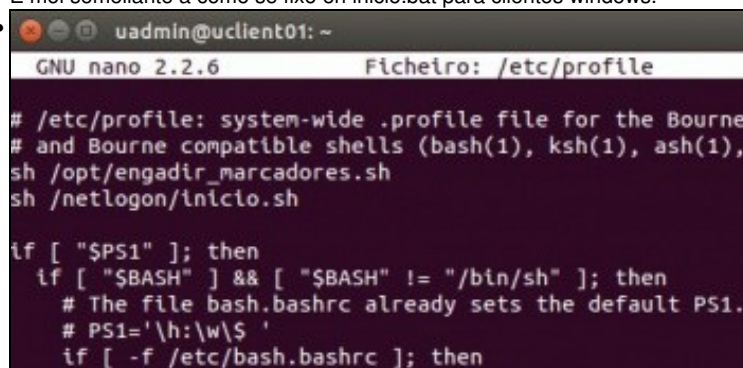 É moi semellante a como se fixo en inicio.bat para clientes windows.
uadmin@uclient01: ~
GNU nano 2.2.6 Ficheiro: /etc/profile
# /etc/profile: system-wide .profile file for the Bourne
# and Bourne compatible shells (bash(1), ksh(1), ash(1),
sh /opt/engadir_marcadores.sh
sh /netlogon/inicio.sh
if [ "$PS1" ]; then
if [ "$BASH" ] && [ "$BASH" != "/bin/sh" ]; then
# The file bash.bashrc already sets the default PS1.
# PS1='\h:\w\$ '
if [ -f /etc/bash.bashrc ]; then